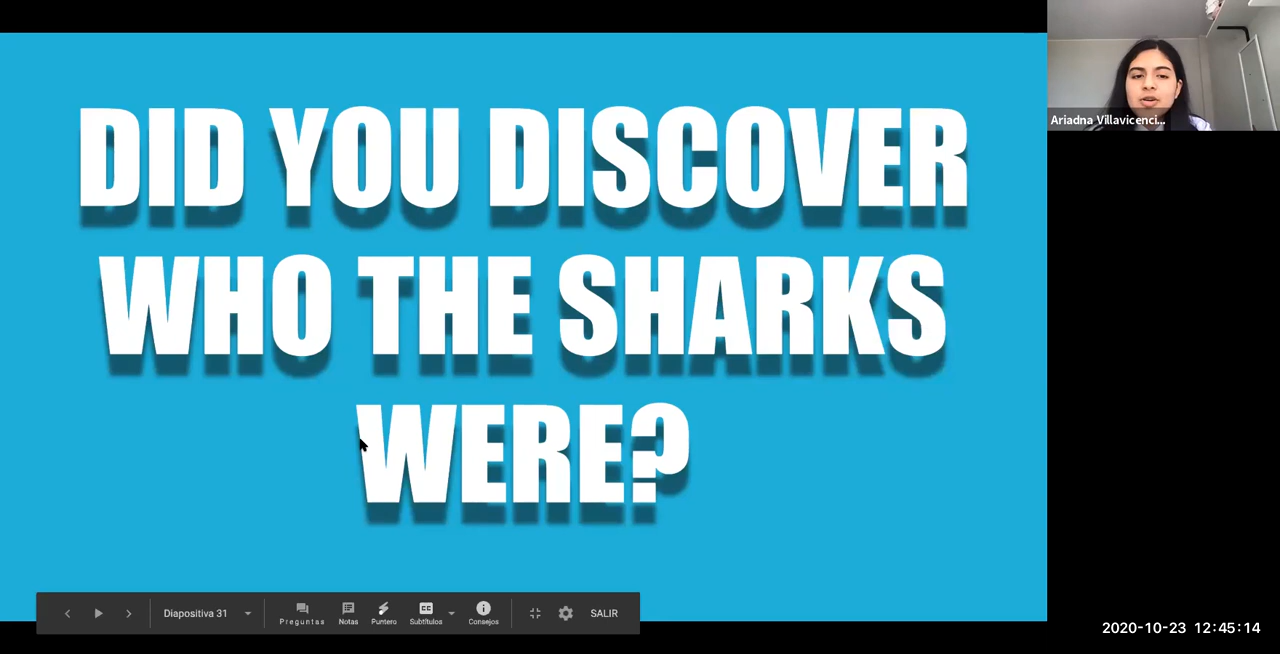 DID YOU DISCOVER
WHO THE SHARKS
WERE?
Ariadna Villavicenci...
Diapositiva 31
Preguntas
Notas
Puntero
CC
Subtítulos
Consejos
SALIR
2020-10-23 12:45:14